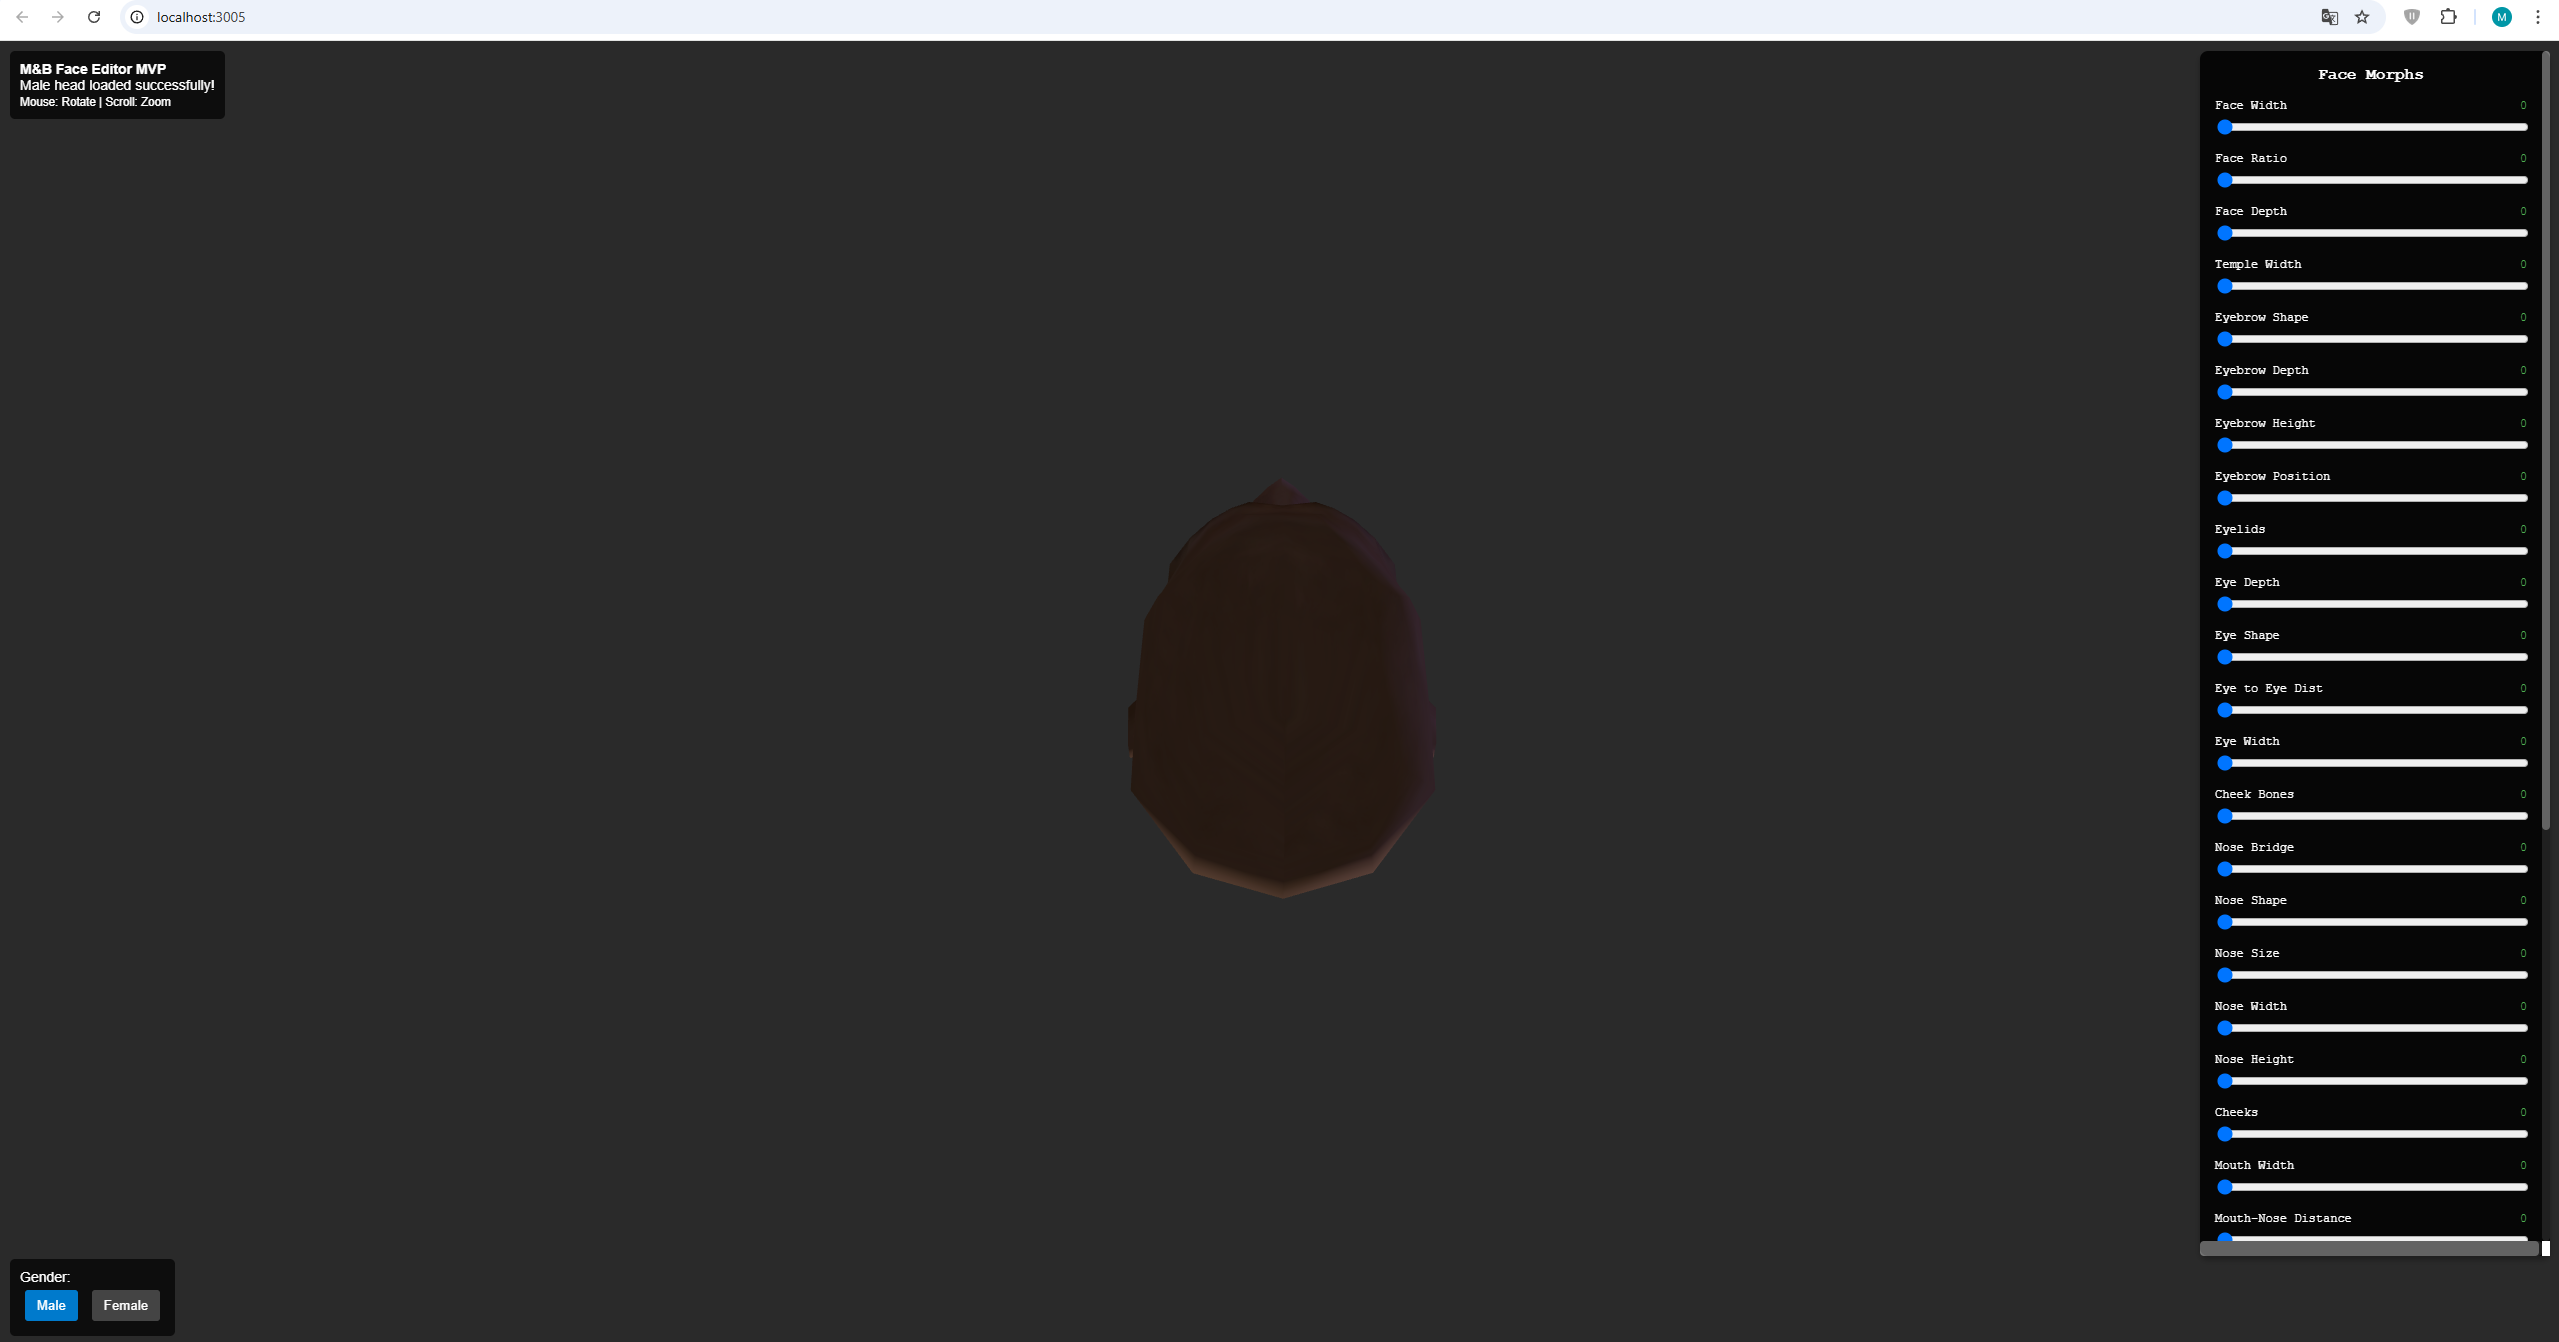 localhost:3005
M
M&B Face Editor MVP
Male head loaded successfully!
Mouse: Rotate | Scroll: Zoom
Face Morphs
Face Width 0
Face Ratio 0
Face Depth 0
Temple Width 0
Eyebrow Shape 0
Eyebrow Depth 0
Eyebrow Height 0
Eyebrow Position 0
Eyelids 0
Eye Depth 0
Eye Shape 0
Eye to Eye Dist 0
Eye Width 0
Cheek Bones 0
Nose Bridge 0
Nose Shape 0
Nose Size 0
Nose Width 0
Nose Height 0
Cheeks 0
Mouth Width 0
Mouth-Nose Distance 0
Gender:
Male Female